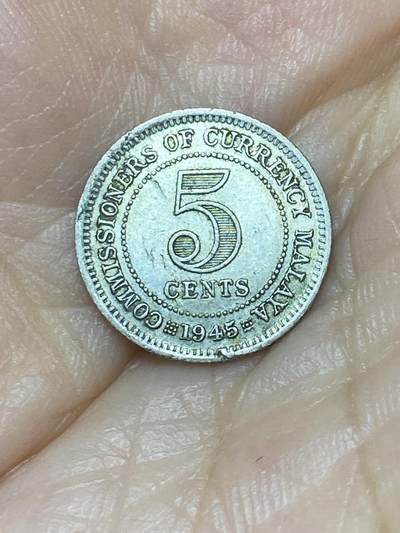 COMMISSIONERS OF CURRENCY MALAYA
5
CENTS
1945